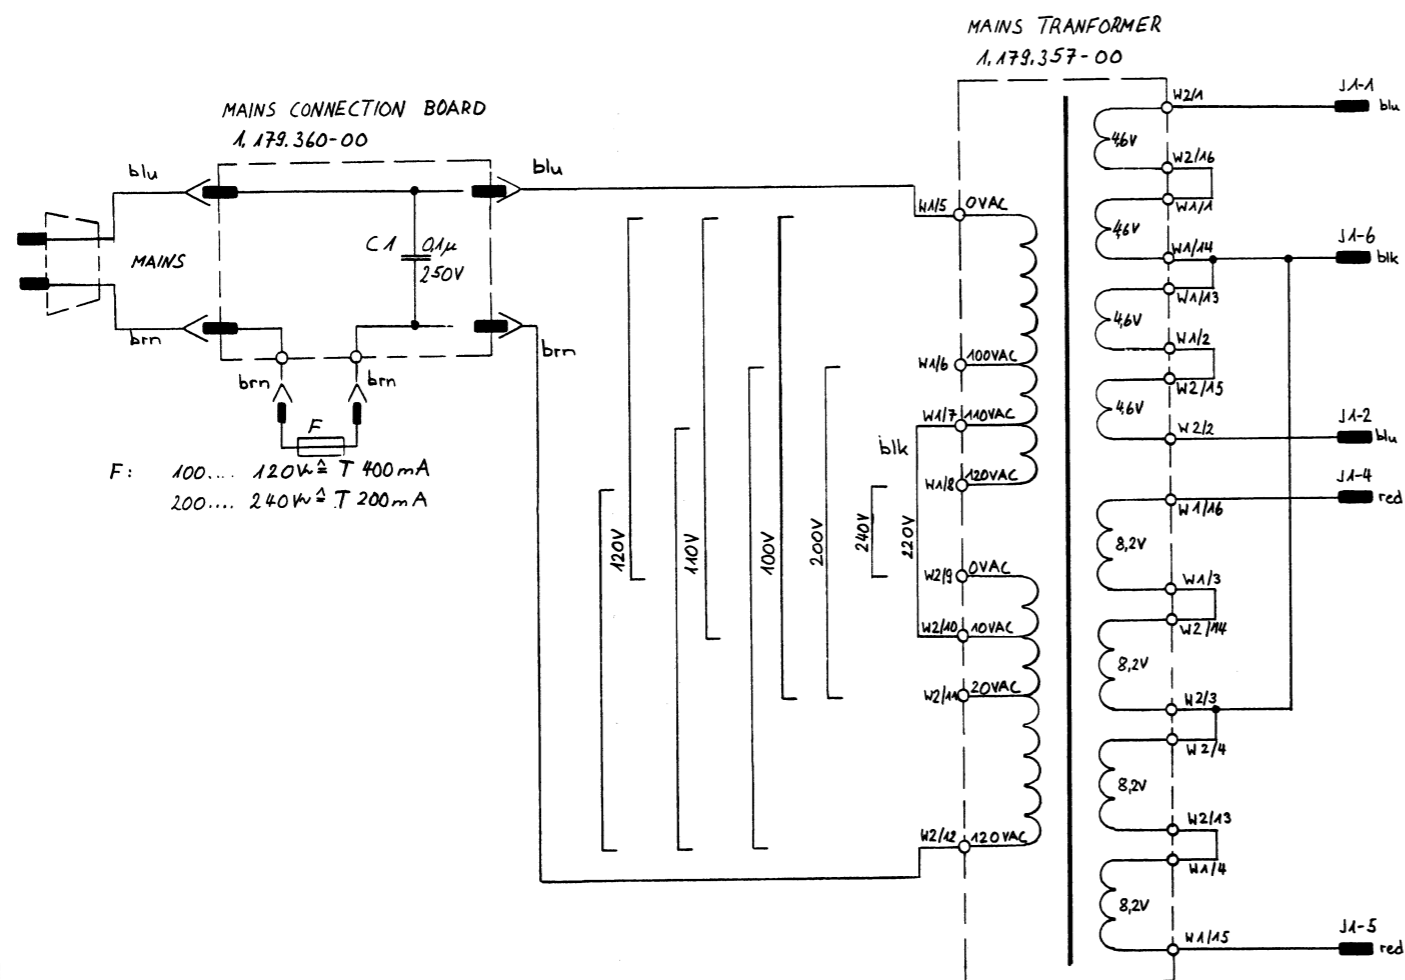 MAINS TRANFORMER
1.179.357-00
MAINS CONNECTION BOARD
1.179.360-00
blu
blu
MAINS
C1 0,1µ
250V
brn
brn
brn
brn
F
F: 100.... 120V~ ≙ T 400mA
200.... 240V~ ≙ T 200mA
120V
110V
100V
200V
240V
220V
blk
W1/5 0VAC
W1/6 100VAC
W1/7 110VAC
W1/8 120VAC
W2/9 0VAC
W2/10 10VAC
W2/11 20VAC
W2/12 120VAC
W2/1
4,6V
W2/16
W1/1
4,6V
W1/14
W1/13
4,6V
W1/2
W2/15
4,6V
W2/2
W1/16
8,2V
W1/3
W2/14
8,2V
W2/3
W2/4
8,2V
W2/13
W1/4
8,2V
W1/15
J1-1
blu
J1-6
blk
J1-2
blu
J1-4
red
J1-5
red